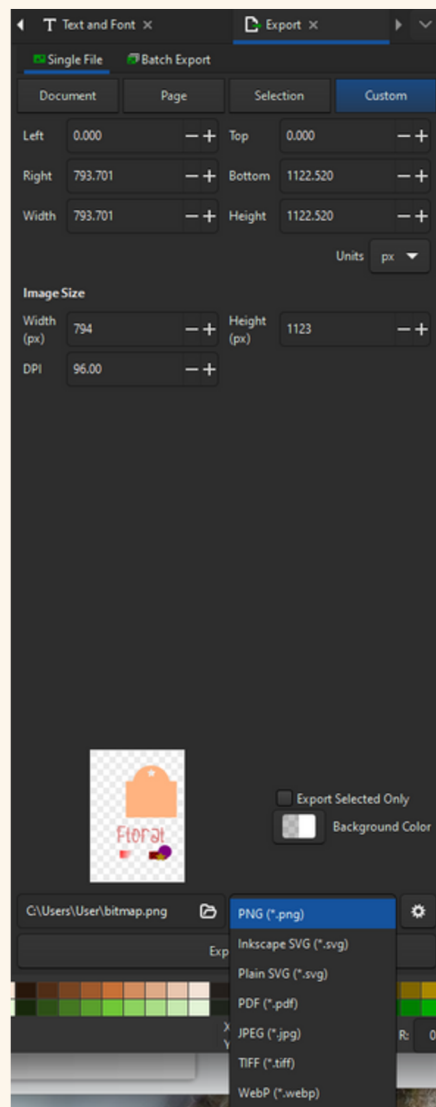 Text and Font × Export ×
Single File Batch Export
Document Page Selection Custom
Left 0.000 Top 0.000
Right 793.701 Bottom 1122.520
Width 793.701 Height 1122.520
Units px
Image Size
Width (px) 794 Height (px) 1123
DPI 96.00
Floral
Export Selected Only
Background Color
C:\Users\User\bitmap.png PNG (*.png)
Inkscape SVG (*.svg)
Exp
Plain SVG (*.svg)
PDF (*.pdf)
JPEG (*.jpg)
X
Y
R: 0
TIFF (*.tiff)
WebP (*.webp)